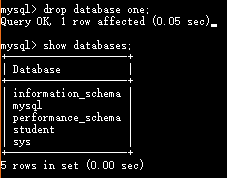 mysql> drop database one;
Query OK, 1 row affected (0.05 sec)
mysql> show databases;
+--------------------+
| Database           |
+--------------------+
| information_schema |
| mysql              |
| performance_schema |
| student            |
| sys                |
+--------------------+
5 rows in set (0.00 sec)